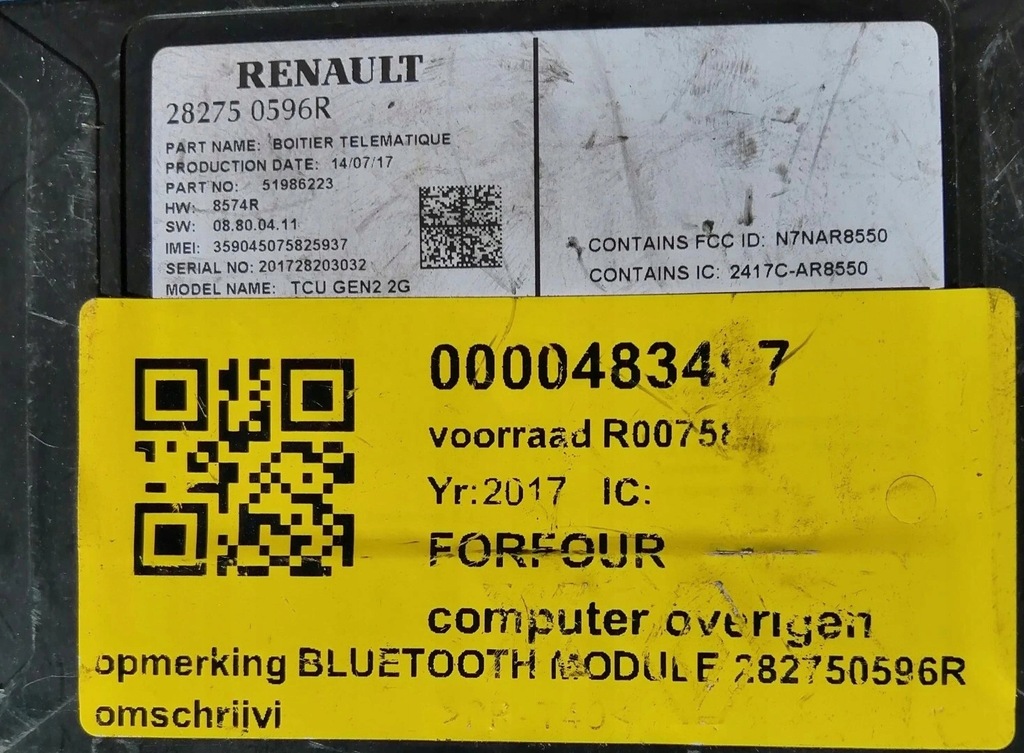 RENAULT
28275 0596R
PART NAME: BOITIER TELEMATIQUE
PRODUCTION DATE: 14/07/17
PART NO: 51986223
HW: 8574R
SW: 08.80.04.11
IMEI: 359045075825937
SERIAL NO: 201728203032
MODEL NAME: TCU GEN2 2G
CONTAINS FCC ID: N7NAR8550
CONTAINS IC: 2417C-AR8550
voorraad
Yr:2017 IC:
FORFOUR
computer overigen
opmerking BLUETOOTH MODULE 282750596R
omschrijvi